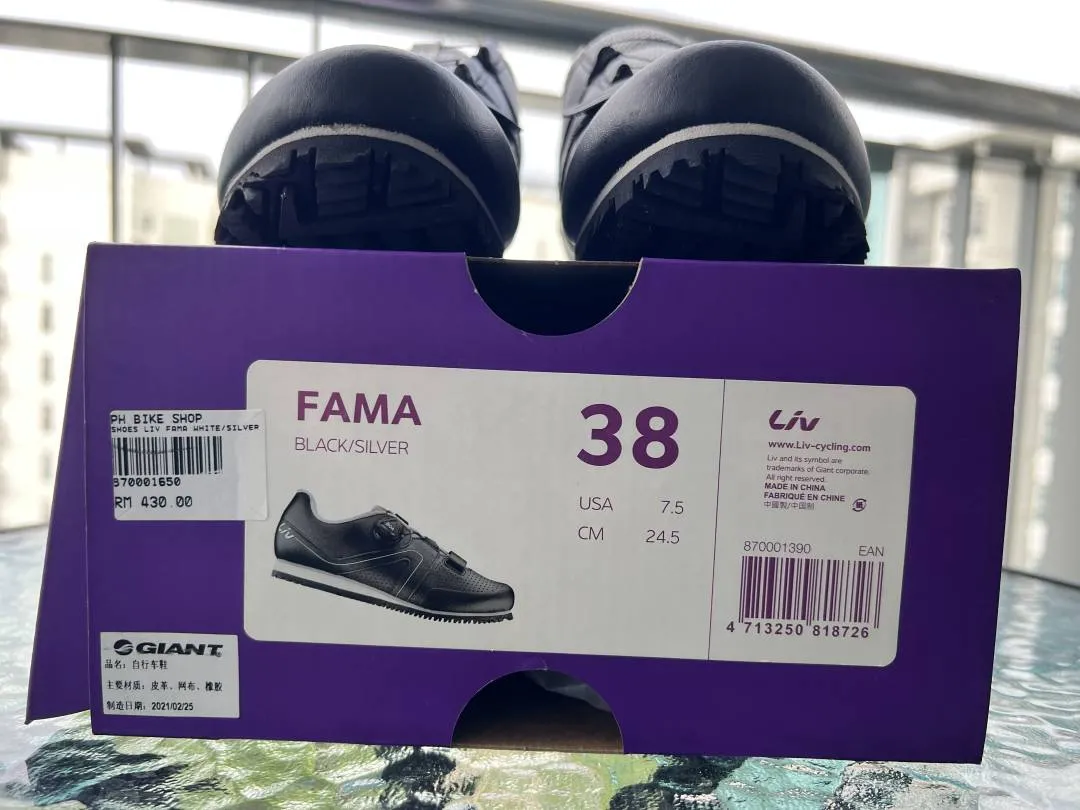 PH BIKE SHOP
SHOES LIV FAMA WHITE/SILVER
870001650
RM 430.00
FAMA
BLACK/SILVER
Liv
38
USA 7.5
CM 24.5
Liv
www.Liv-cycling.com
Liv and its symbol are
trademarks of Giant corporate.
All right reserved.
MADE IN CHINA
FABRIQUÉ EN CHINE
中國製/中国制
870001390 EAN
4 713250 818726
GIANT
品名：自行车鞋
主要材质：皮革、网布、橡胶
制造日期：2021/02/25